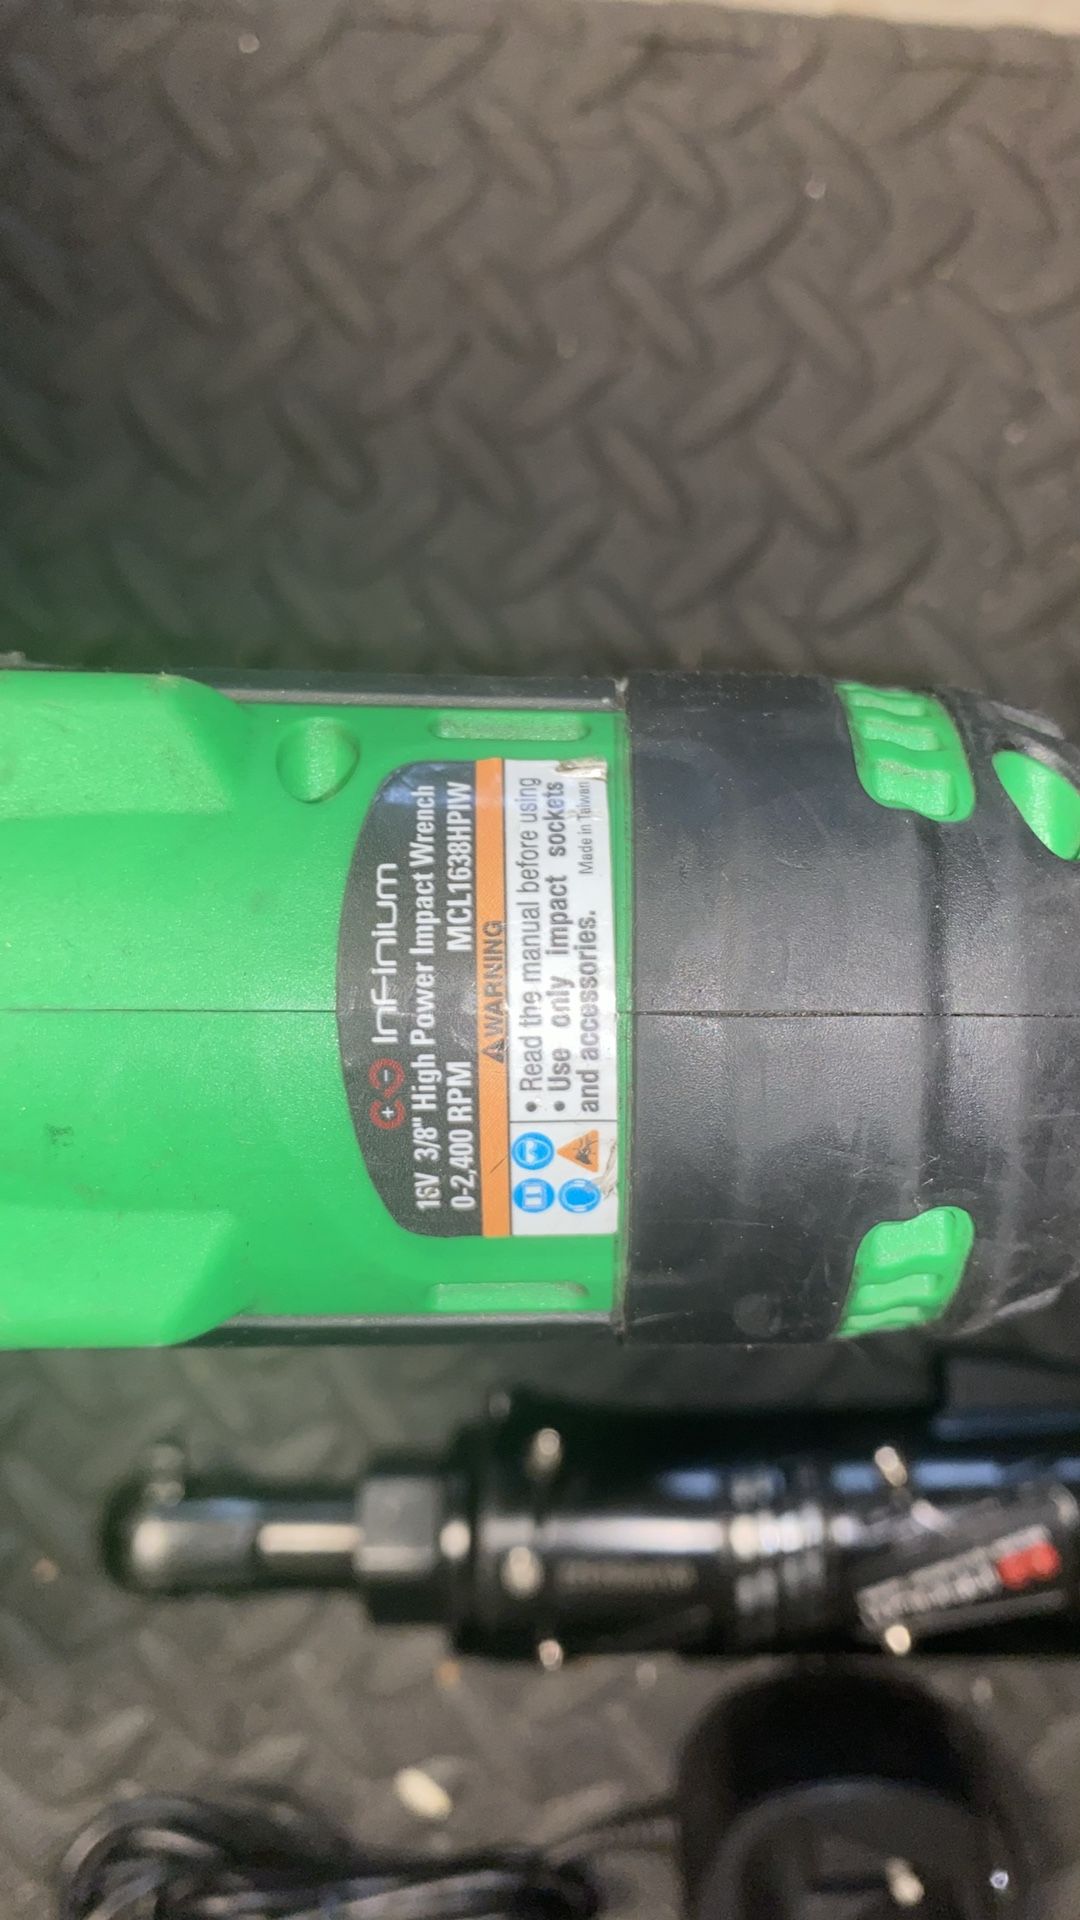 Infinium
16V 3/8" High Power Impact Wrench
0-2,400 RPM MCL1638HPIW
WARNING
• Read the manual before using
• Use only impact sockets
and accessories. Made in Taiwan